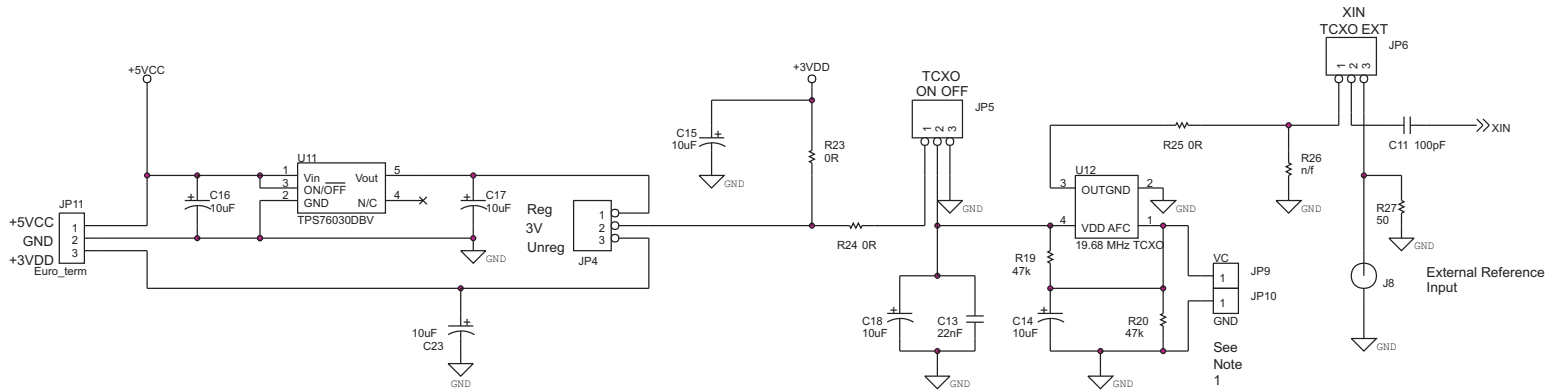 XIN
TCXO EXT
JP6
1 2 3
+5VCC
+3VDD
TCXO
ON OFF
JP5
1 2 3
C15
10uF
GND
R23
0R
R25 0R
C11 100pF
XIN
R26
n/f
GND
U11
1 Vin Vout 5
3 ON/OFF
2 GND N/C 4
TPS76030DBV
C16
10uF
C17
10uF
GND
JP11
+5VCC 1
GND 2
+3VDD 3
Euro_term
Reg 1
3V 2
Unreg 3
JP4
R24 0R
U12
3 OUTGND 2
4 VDD AFC 1
19.68 MHz TCXO
GND
GND
R27
50
GND
R19
47k
VC
1 JP9
1 JP10
GND
J8
External Reference
Input
10uF
C23
GND
C18
10uF
C13
22nF
GND
C14
10uF
R20
47k
GND
See
Note
1
GND